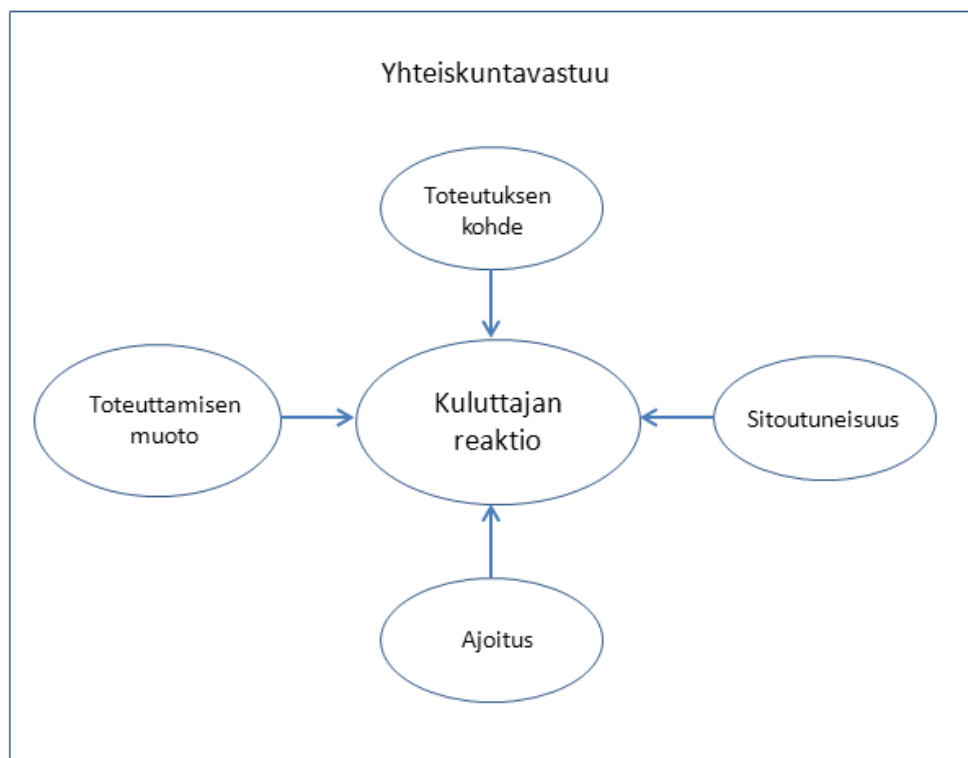 Yhteiskuntavastuu
Toteutuksen
kohde
Toteuttamisen
muoto
Kuluttajan
reaktio
Sitoutuneisuus
Ajoitus